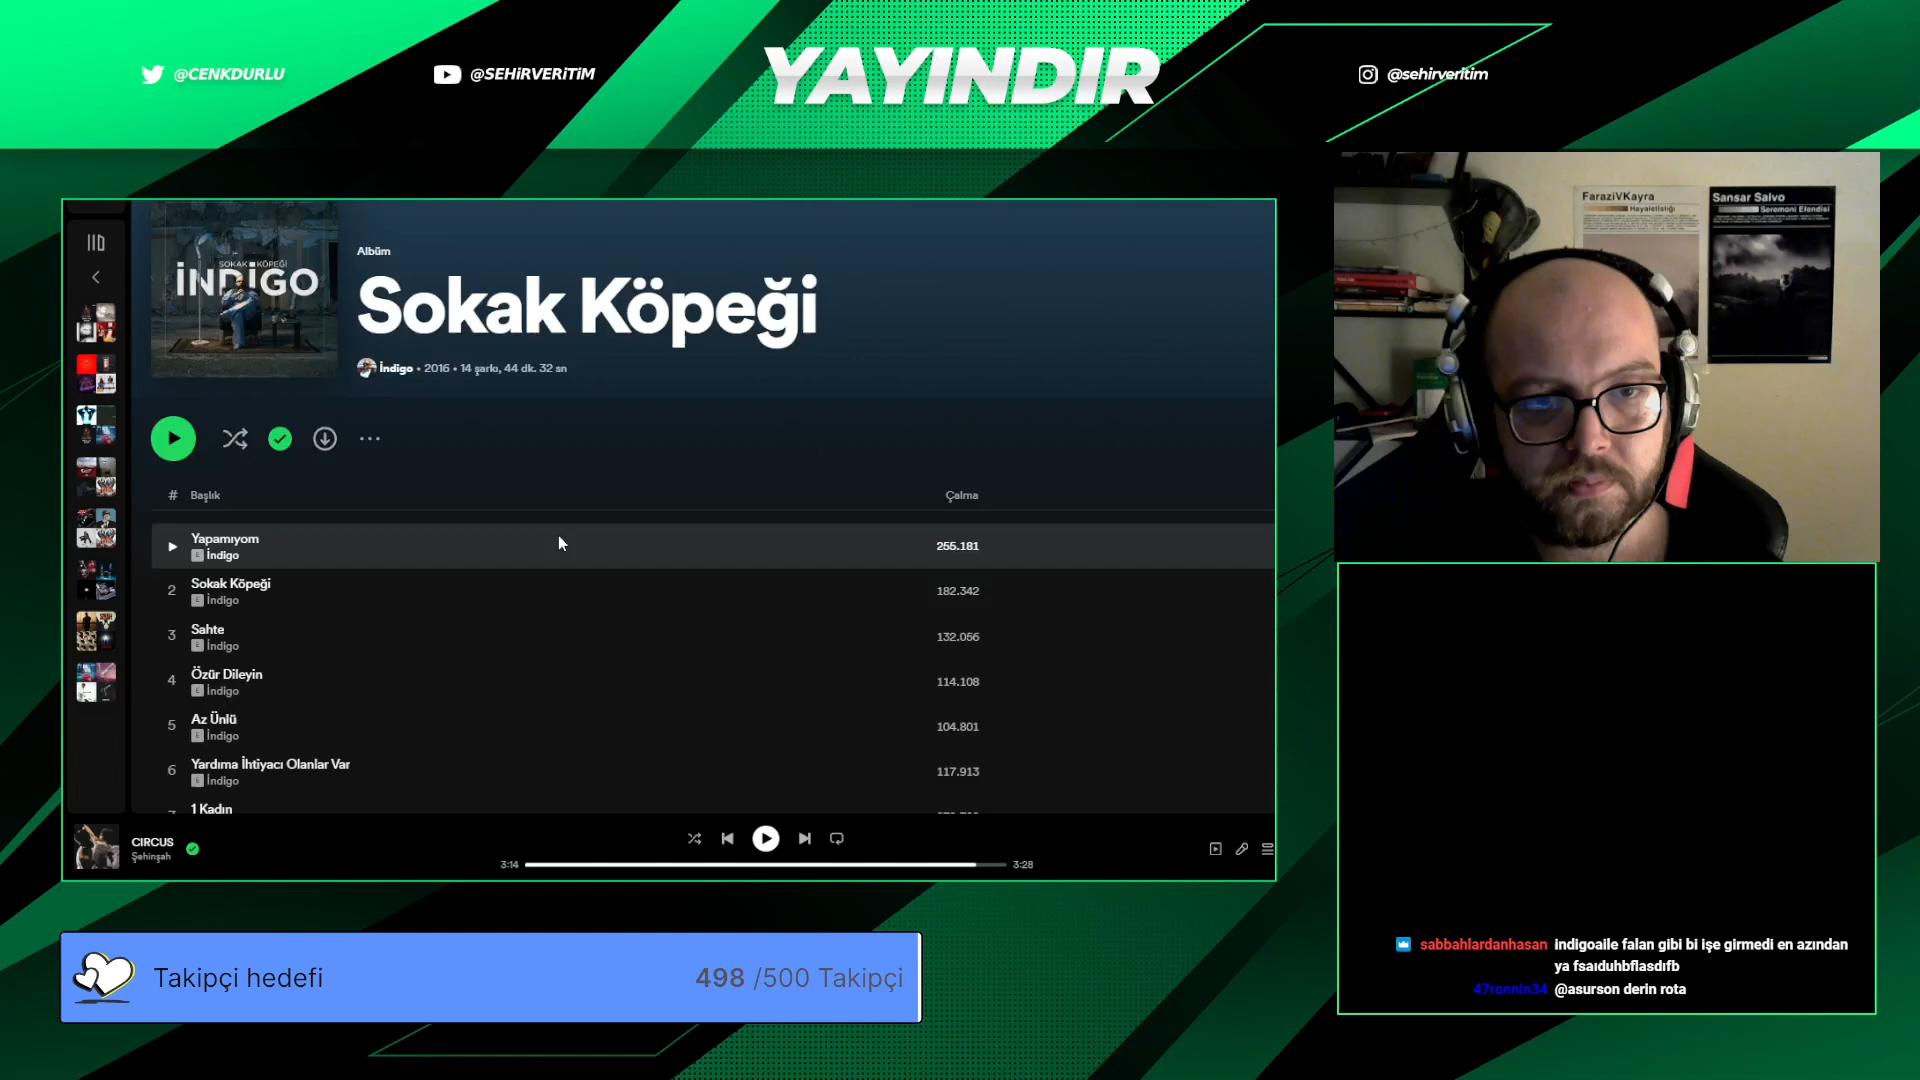 @CENKDURLU
@SEHİRVERİTİM
YAYINDIR
@sehirveritim
SOKAK KÖPEĞİ
İNDİGO
Albüm
Sokak Köpeği
İndigo • 2016 • 14 şarkı, 44 dk. 32 sn
# Başlık Çalma
Yapamıyom
E İndigo
255.181
2 Sokak Köpeği
E İndigo
182.342
3 Sahte
E İndigo
132.056
4 Özür Dileyin
E İndigo
114.108
5 Az Ünlü
E İndigo
104.801
6 Yardıma İhtiyacı Olanlar Var
E İndigo
117.913
1 Kadın
CIRCUS
Şehinşah
3:14
3:28
FaraziVKayra
Hayaletisliği
Sansar Salvo
Seremoni Efendisi
Takipçi hedefi
498 /500 Takipçi
sabbahlardanhasan indigoaile falan gibi bi işe girmedi en azından
ya fsaıduhbflasdıfb
47ronnin34 @asurson derin rota